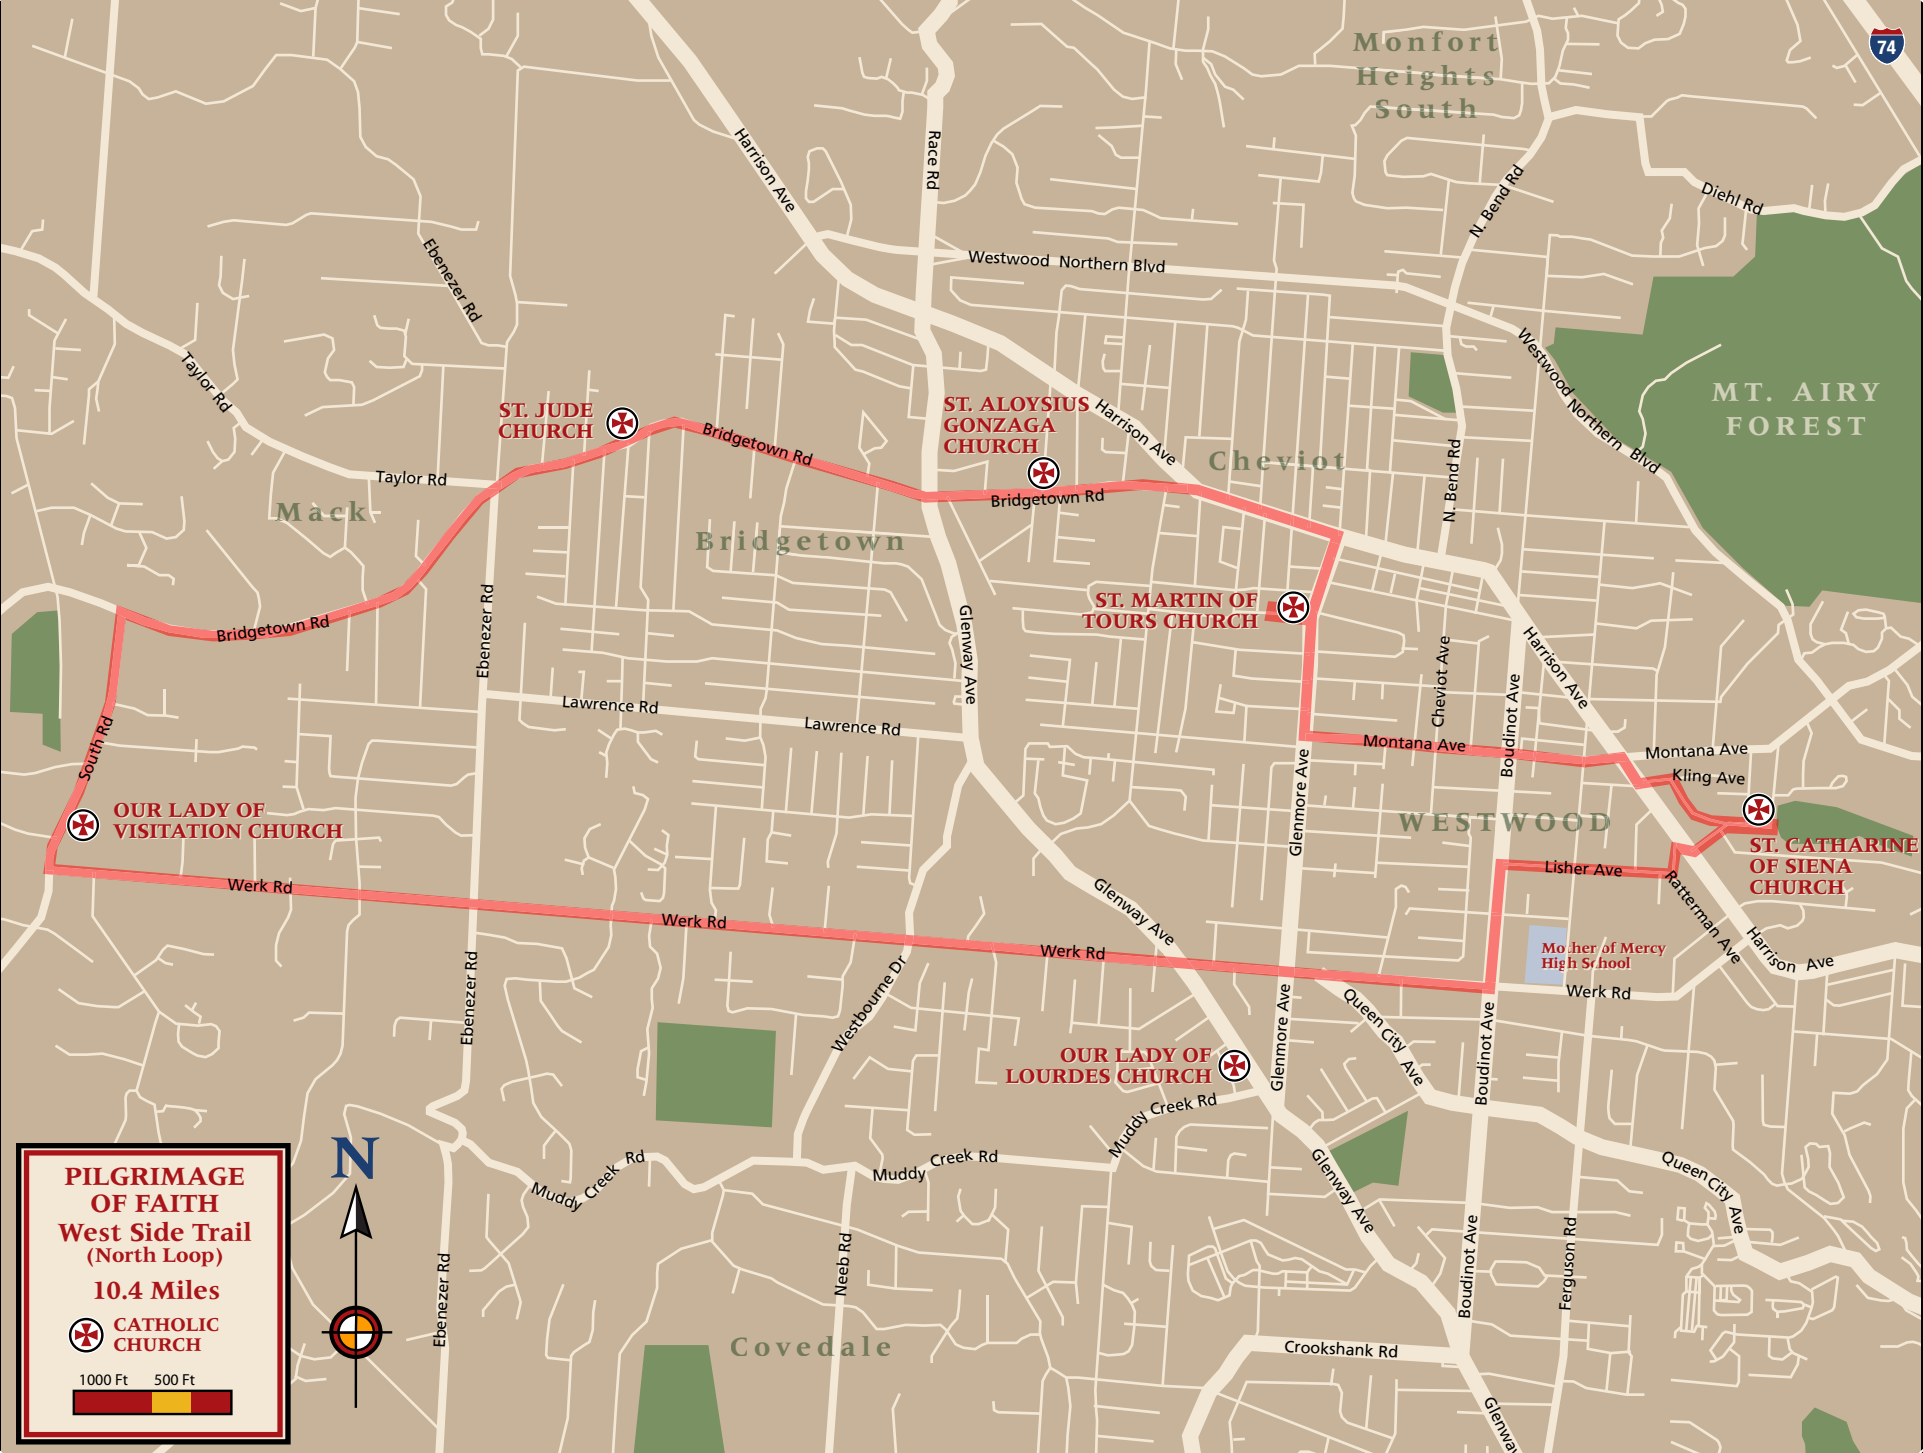 Monfort
Heights
South
74
Harrison Ave
Race Rd
N. Bend Rd
Diehl Rd
Ebenezer Rd
Westwood Northern Blvd
Taylor Rd
Westwood Northern Blvd
MT. AIRY
FOREST
ST. JUDE
CHURCH
Bridgetown Rd
ST. ALOYSIUS
GONZAGA
CHURCH
Harrison Ave
Cheviot
N. Bend Rd
Taylor Rd
Bridgetown Rd
Mack
Bridgetown
Ebenezer Rd
Bridgetown Rd
Glenway Ave
ST. MARTIN OF
TOURS CHURCH
Cheviot Ave
Boudinot Ave
Harrison Ave
South Rd
Lawrence Rd
Lawrence Rd
Montana Ave
Montana Ave
Kling Ave
Glenmore Ave
OUR LADY OF
VISITATION CHURCH
WESTWOOD
ST. CATHARINE
OF SIENA
CHURCH
Lisher Ave
Ratterman Ave
Werk Rd
Werk Rd
Glenway Ave
Werk Rd
Mother of Mercy
High School
Harrison Ave
Werk Rd
Ebenezer Rd
Westbourne Dr
Queen City Ave
Glenmore Ave
Boudinot Ave
OUR LADY OF
LOURDES CHURCH
Muddy Creek Rd
Muddy Creek Rd
Muddy Creek Rd
Glenway Ave
Queen City Ave
Neeb Rd
Ebenezer Rd
Boudinot Ave
Ferguson Rd
Covedale
Crookshank Rd
Glenway
N
PILGRIMAGE
OF FAITH
West Side Trail
(North Loop)
10.4 Miles
CATHOLIC
CHURCH
1000 Ft 500 Ft